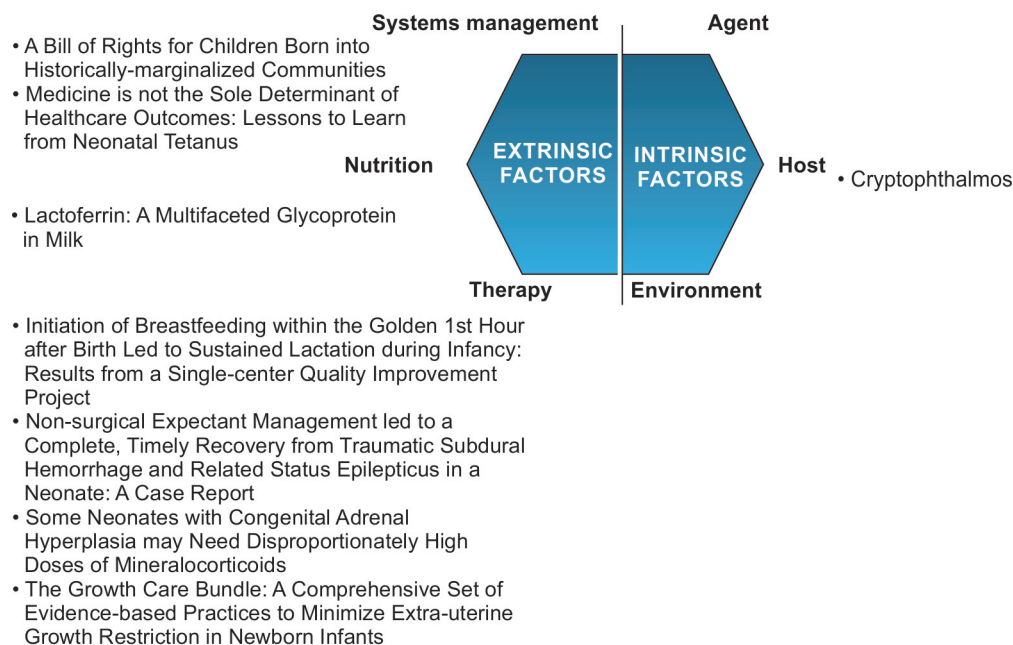 Systems management
Agent
• A Bill of Rights for Children Born into
Historically-marginalized Communities
• Medicine is not the Sole Determinant of
Healthcare Outcomes: Lessons to Learn
from Neonatal Tetanus
EXTRINSIC
FACTORS
INTRINSIC
FACTORS
Nutrition
Host
• Cryptophthalmos
• Lactoferrin: A Multifaceted Glycoprotein
in Milk
Therapy
Environment
• Initiation of Breastfeeding within the Golden 1st Hour
after Birth Led to Sustained Lactation during Infancy:
Results from a Single-center Quality Improvement
Project
• Non-surgical Expectant Management led to a
Complete, Timely Recovery from Traumatic Subdural
Hemorrhage and Related Status Epilepticus in a
Neonate: A Case Report
• Some Neonates with Congenital Adrenal
Hyperplasia may Need Disproportionately High
Doses of Mineralocorticoids
• The Growth Care Bundle: A Comprehensive Set of
Evidence-based Practices to Minimize Extra-uterine
Growth Restriction in Newborn Infants